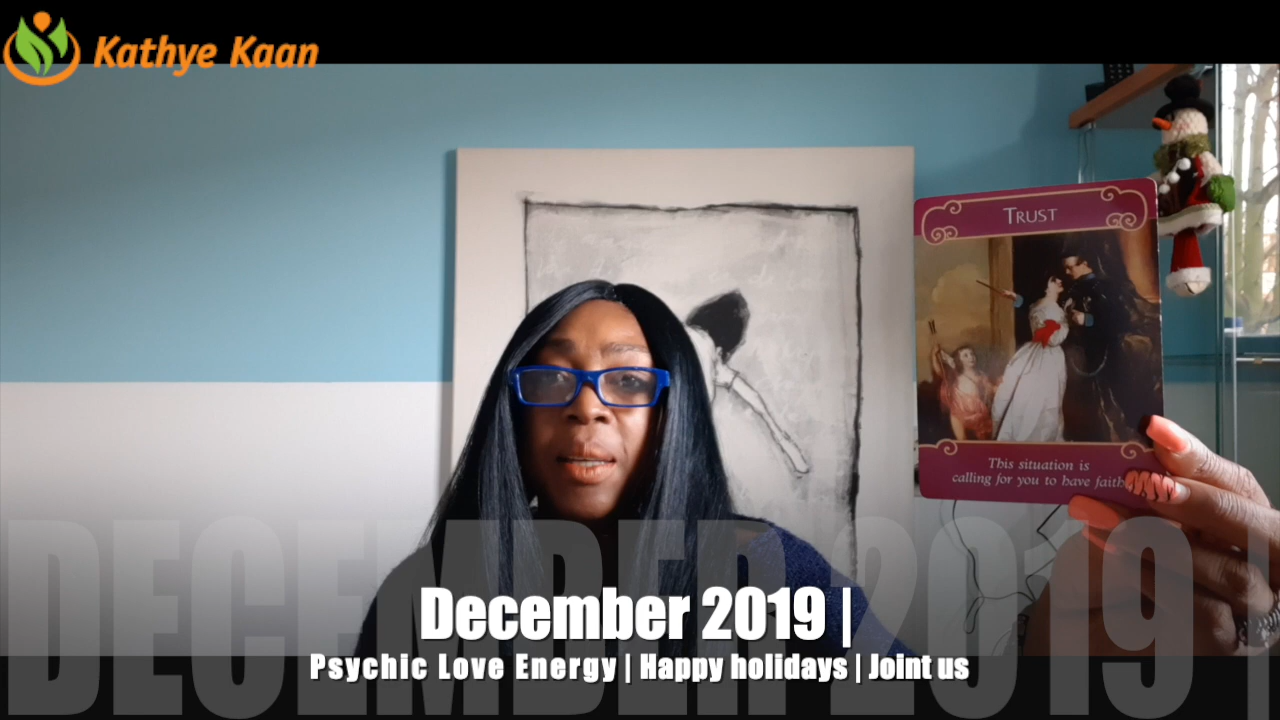 Kathye Kaan
TRUST
This situation is
calling for you to have faith
DECEMBER 2019 |
December 2019 |
Psychic Love Energy | Happy holidays | Joint us